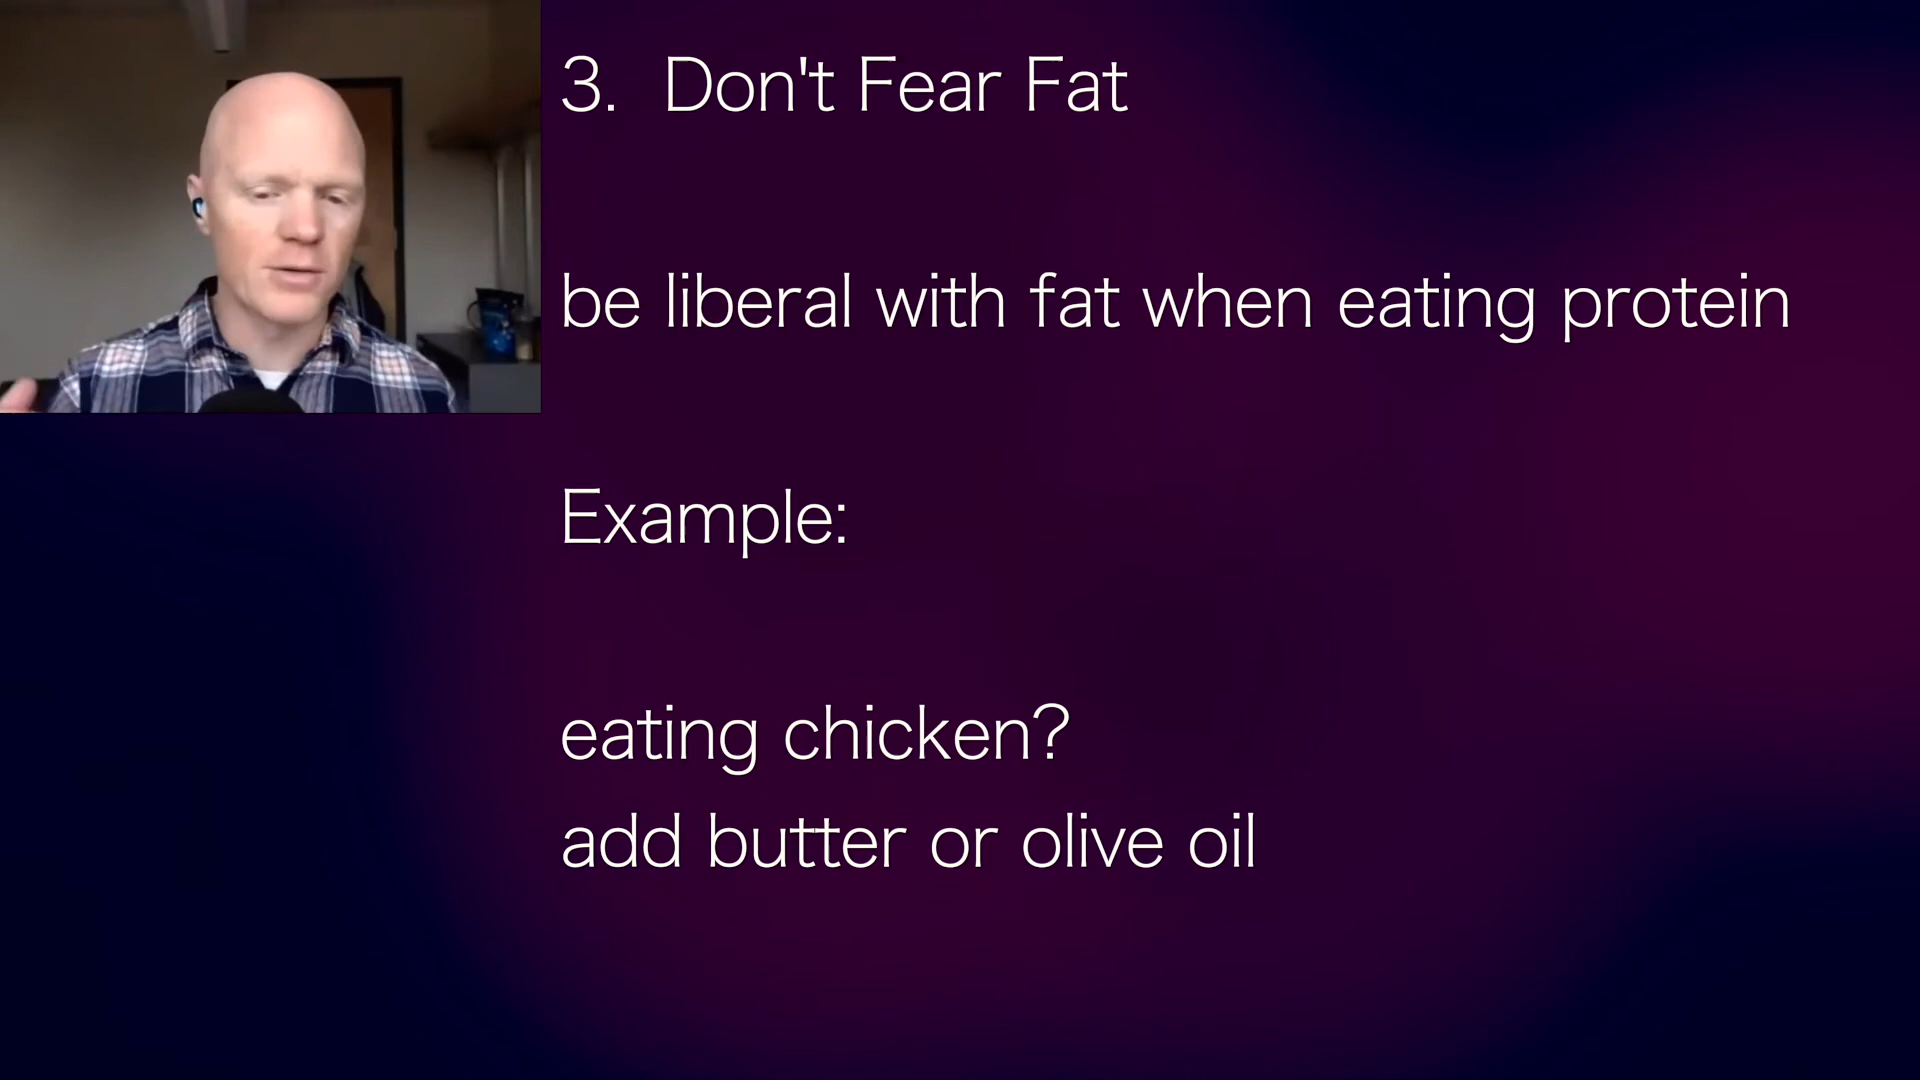 3. Don't Fear Fat
be liberal with fat when eating protein
Example:
eating chicken?
add butter or olive oil